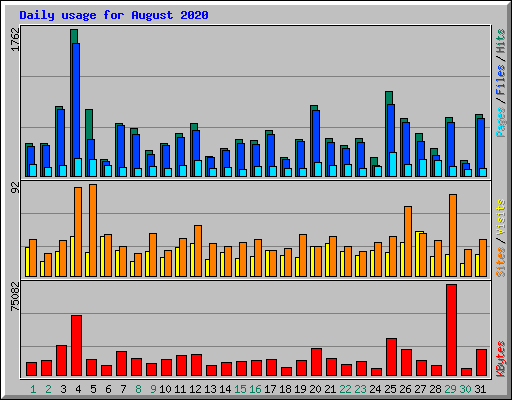 Daily usage for August 2020
1762
Pages / Files / Hits
92
Sites / Visits
75082
KBytes
1 2 3 4 5 6 7 8 9 10 11 12 13 14 15 16 17 18 19 20 21 22 23 24 25 26 27 28 29 30 31